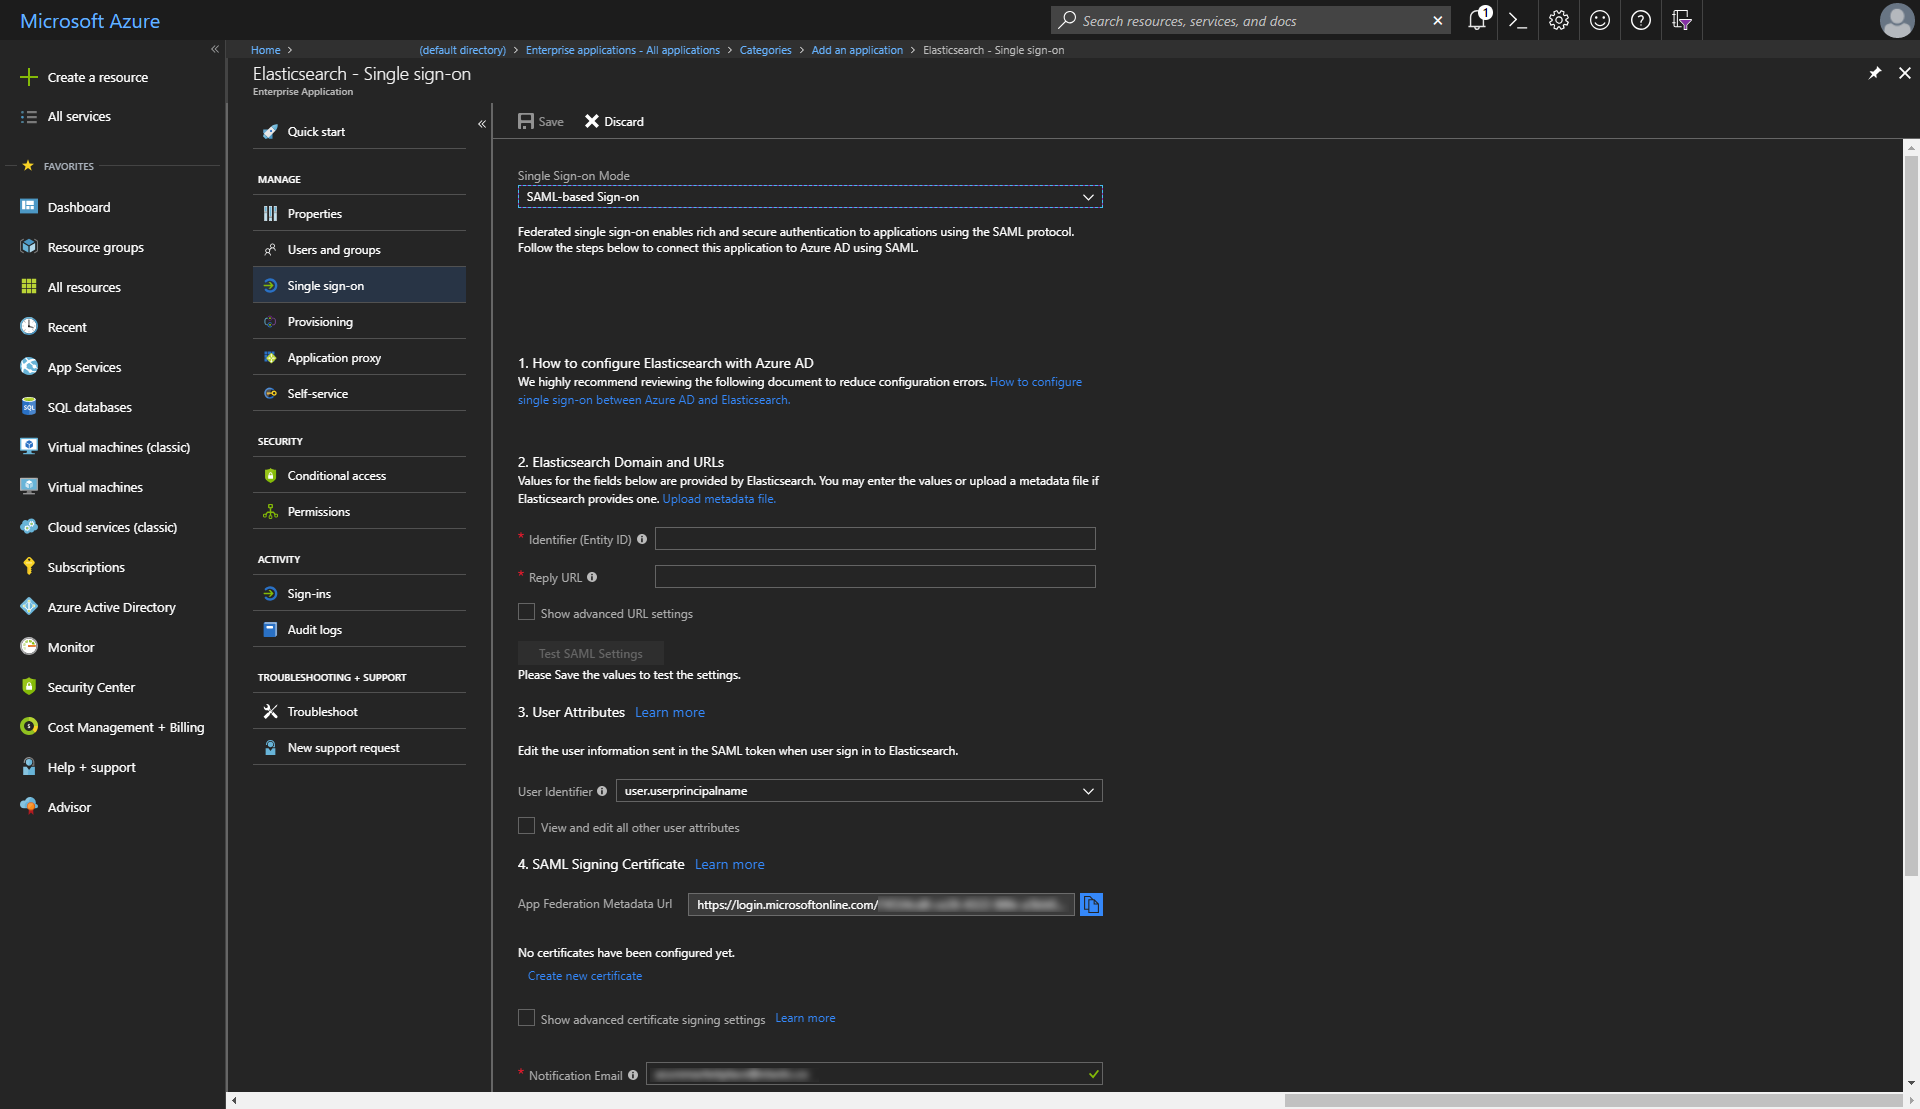 Microsoft Azure
Search resources, services, and docs
1
Home
(default directory)
Enterprise applications - All applications
Categories
Add an application
Elasticsearch - Single sign-on
Create a resource
All services
FAVORITES
Dashboard
Resource groups
All resources
Recent
App Services
SQL databases
Virtual machines (classic)
Virtual machines
Cloud services (classic)
Subscriptions
Azure Active Directory
Monitor
Security Center
Cost Management + Billing
Help + support
Advisor
Elasticsearch - Single sign-on
Enterprise Application
Quick start
MANAGE
Properties
Users and groups
Single sign-on
Provisioning
Application proxy
Self-service
SECURITY
Conditional access
Permissions
ACTIVITY
Sign-ins
Audit logs
TROUBLESHOOTING + SUPPORT
Troubleshoot
New support request
Save
Discard
Single Sign-on Mode
SAML-based Sign-on
Federated single sign-on enables rich and secure authentication to applications using the SAML protocol.
Follow the steps below to connect this application to Azure AD using SAML.
1. How to configure Elasticsearch with Azure AD
We highly recommend reviewing the following document to reduce configuration errors. How to configure
single sign-on between Azure AD and Elasticsearch.
2. Elasticsearch Domain and URLs
Values for the fields below are provided by Elasticsearch. You may enter the values or upload a metadata file if
Elasticsearch provides one. Upload metadata file.
* Identifier (Entity ID)
* Reply URL
Show advanced URL settings
Test SAML Settings
Please Save the values to test the settings.
3. User Attributes Learn more
Edit the user information sent in the SAML token when user sign in to Elasticsearch.
User Identifier
user.userprincipalname
View and edit all other user attributes
4. SAML Signing Certificate Learn more
App Federation Metadata Url
https://login.microsoftonline.com/
No certificates have been configured yet.
Create new certificate
Show advanced certificate signing settings Learn more
* Notification Email